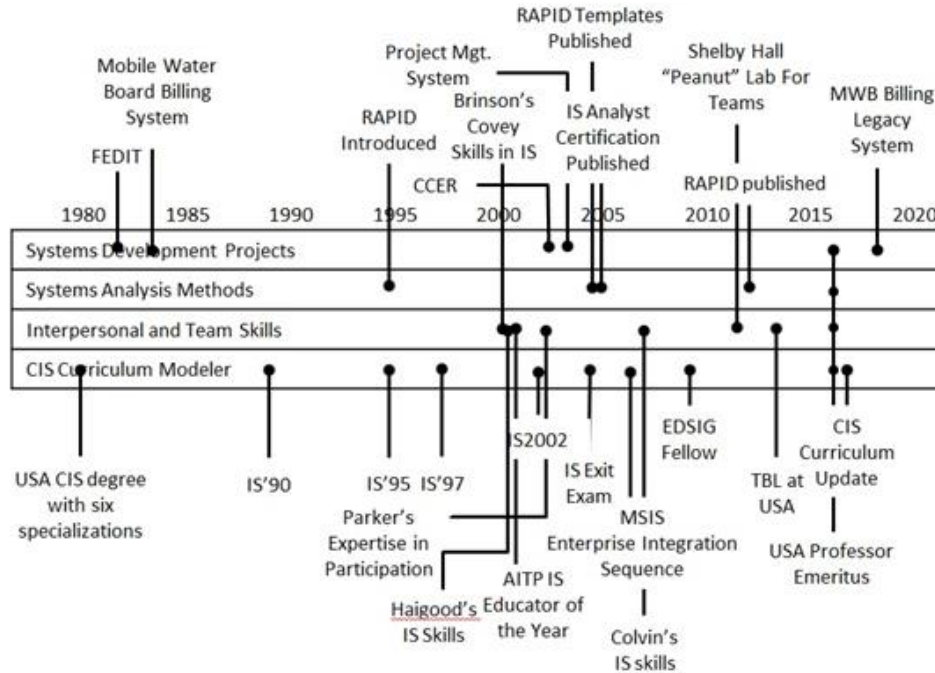 RAPID Templates
Published
Mobile Water
Board Billing
System
Project Mgt.
System
Shelby Hall
“Peanut” Lab For
Teams
Brinson’s
Covey
Skills in IS
IS Analyst
Certification
Published
MWB Billing
Legacy
System
RAPID
Introduced
FEDIT
CCER
RAPID published
1980 1985 1990 1995 2000 2005 2010 2015 2020
Systems Development Projects
Systems Analysis Methods
Interpersonal and Team Skills
CIS Curriculum Modeler
USA CIS degree
with six
specializations
IS’90
IS’95
IS’97
IS2002
IS Exit
Exam
EDSIG
Fellow
TBL at
USA
CIS
Curriculum
Update
Parker’s
Expertise in
Participation
MSIS
Enterprise Integration
Sequence
USA Professor
Emeritus
Haigood’s
IS Skills
AITP IS
Educator of
the Year
Colvin’s
IS skills